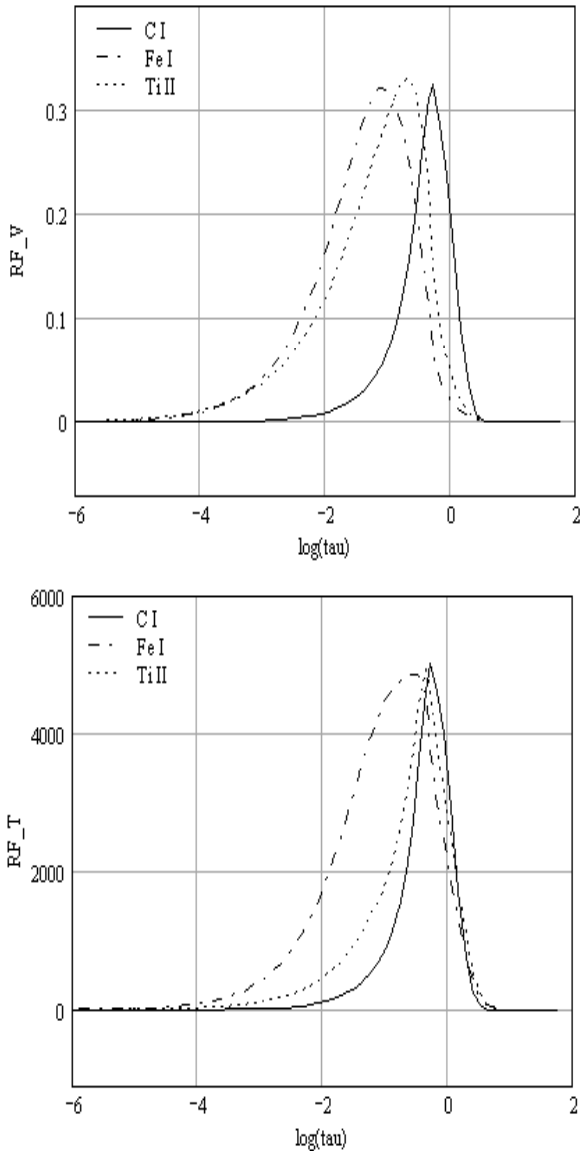 C I
Fe I
Ti II
0.3
0.2
0.1
0
RF_V
−6
−4
−2
0
2
log(tau)
6000
C I
Fe I
Ti II
4000
2000
0
RF_T
−6
−4
−2
0
2
log(tau)